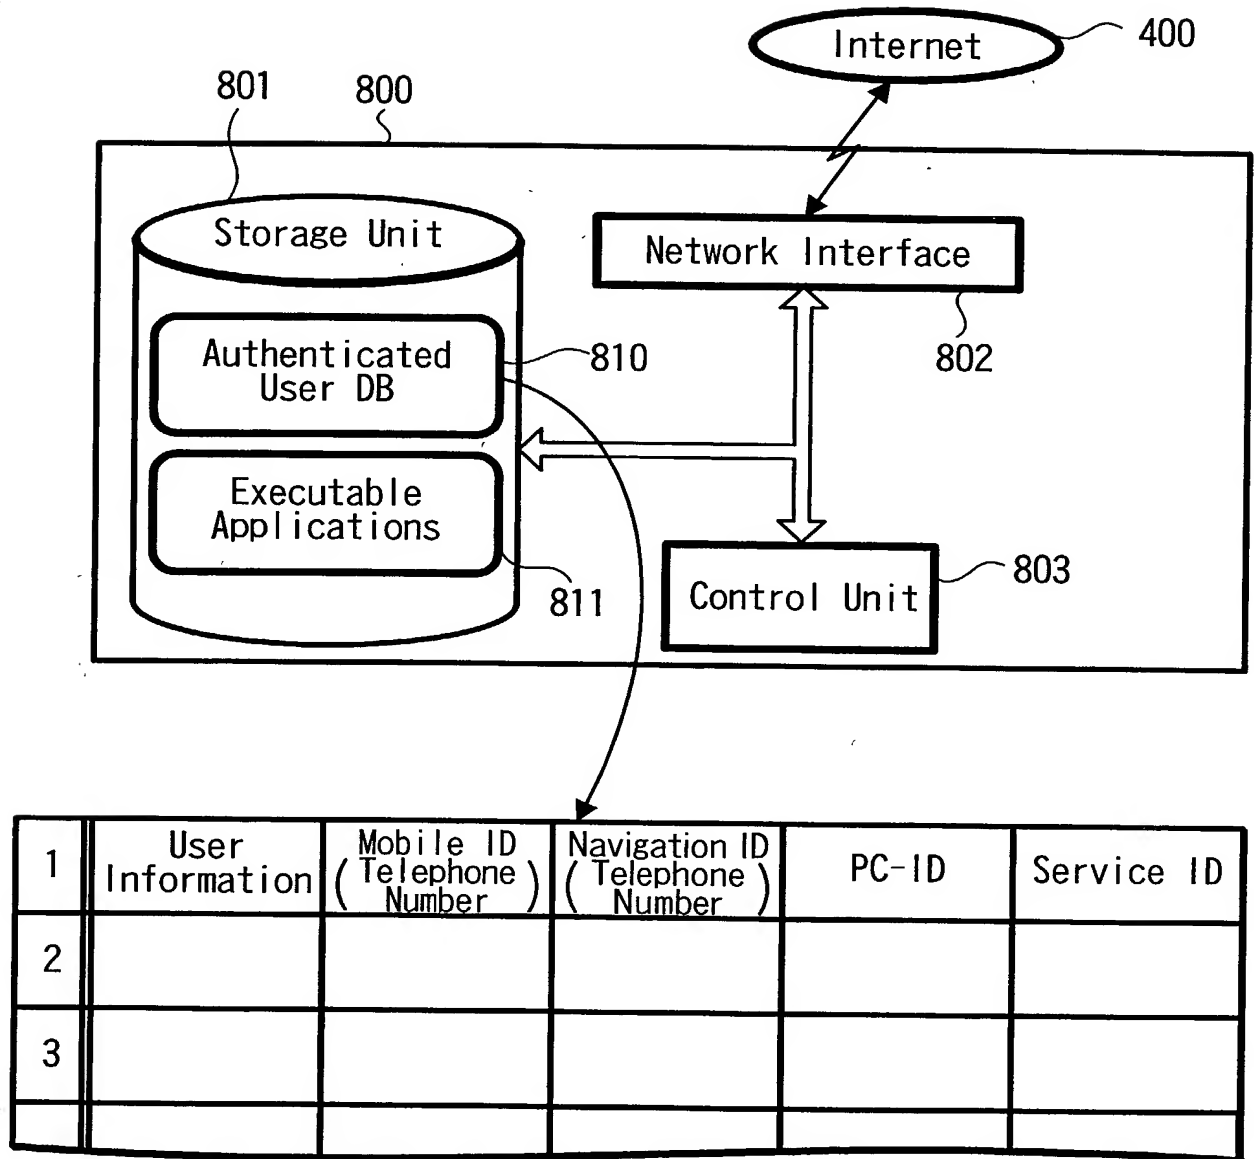 Internet
400
801
800
Storage Unit
Network Interface
802
Authenticated
User DB
810
Executable
Applications
811
Control Unit
803
1
User
Information
Mobile ID
(Telephone
Number)
Navigation ID
(Telephone
Number)
PC-ID
Service ID
2
3